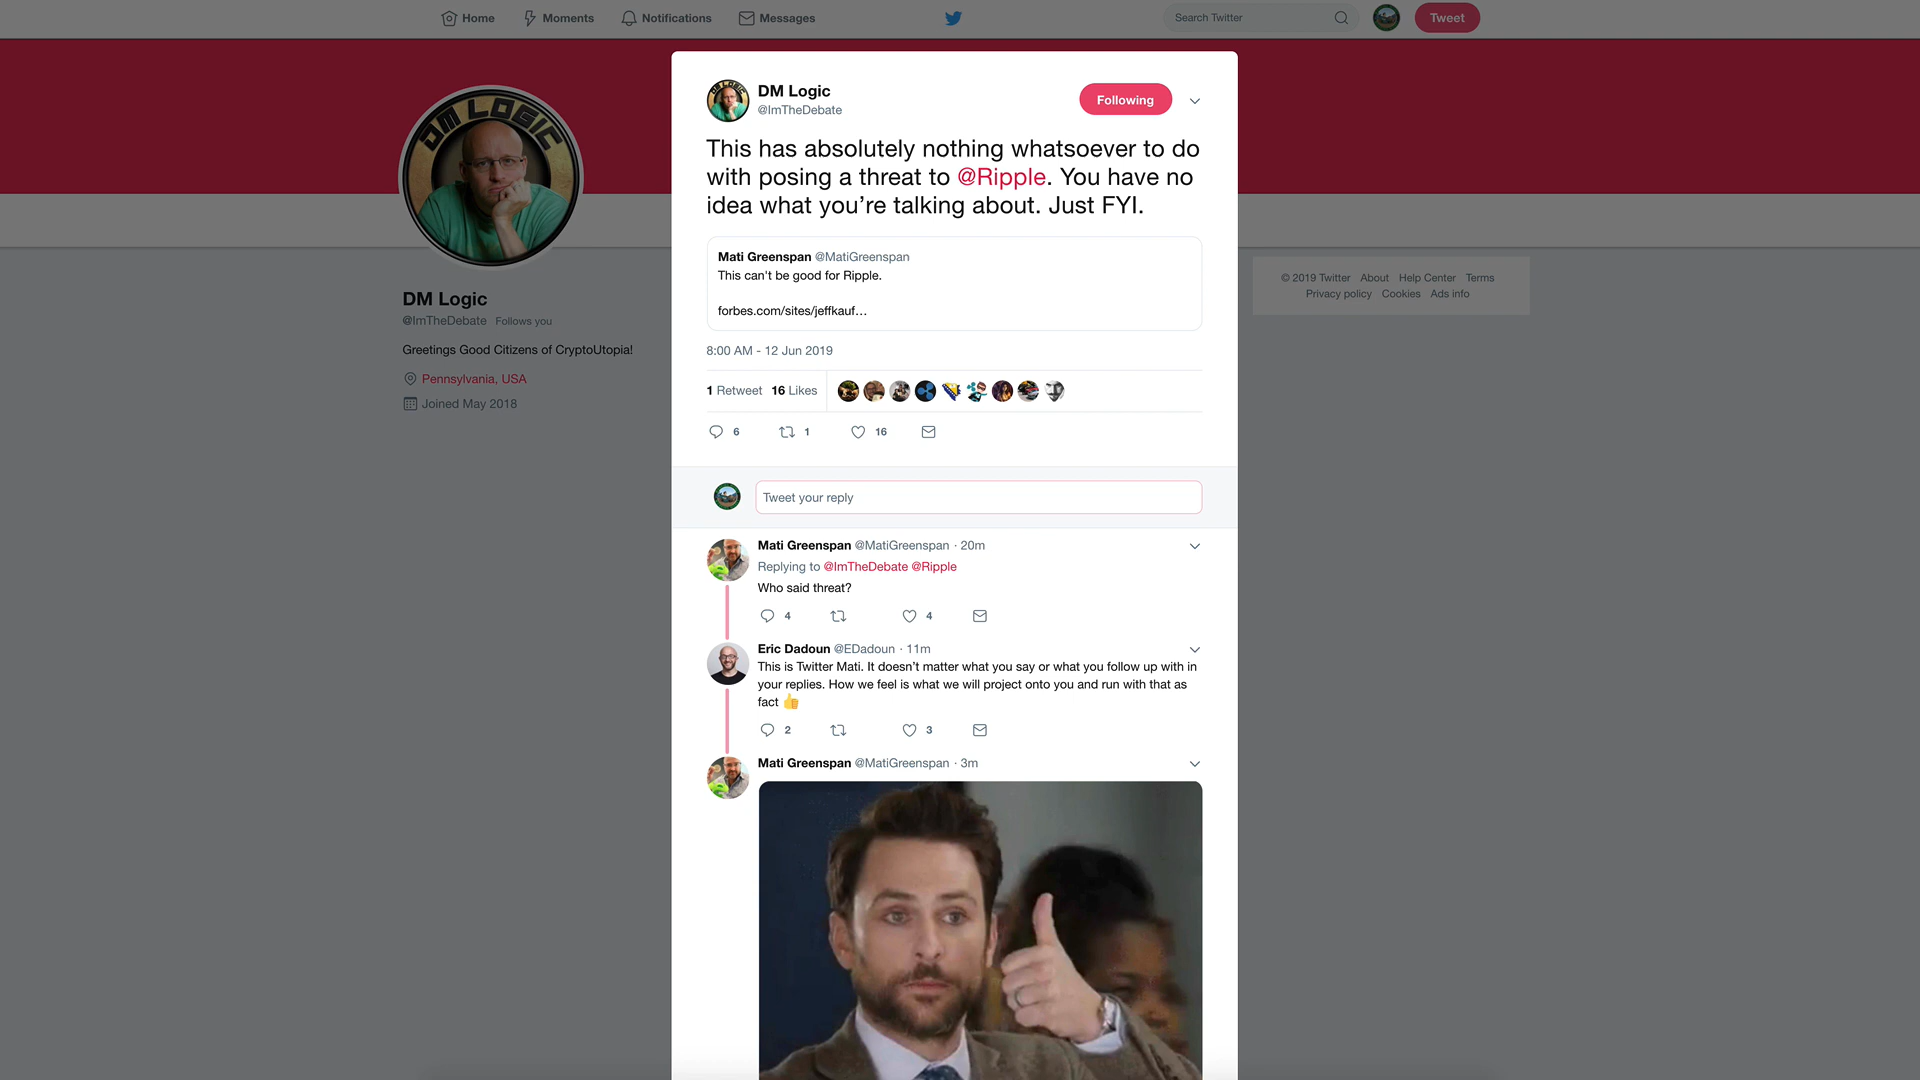 Home Moments Notifications Messages Search Twitter Tweet
DM LOGIC
DM Logic
@ImTheDebate Follows you
Greetings Good Citizens of CryptoUtopia!
Pennsylvania, USA
Joined May 2018
DM Logic
@ImTheDebate
Following
This has absolutely nothing whatsoever to do
with posing a threat to @Ripple. You have no
idea what you’re talking about. Just FYI.
Mati Greenspan @MatiGreenspan
This can't be good for Ripple.
forbes.com/sites/jeffkauf…
8:00 AM - 12 Jun 2019
1 Retweet 16 Likes
6 1 16
Tweet your reply
Mati Greenspan @MatiGreenspan · 20m
Replying to @ImTheDebate @Ripple
Who said threat?
4 4
Eric Dadoun @EDadoun · 11m
This is Twitter Mati. It doesn’t matter what you say or what you follow up with in
your replies. How we feel is what we will project onto you and run with that as
fact 👍
2 3
Mati Greenspan @MatiGreenspan · 3m
© 2019 Twitter About Help Center Terms
Privacy policy Cookies Ads info